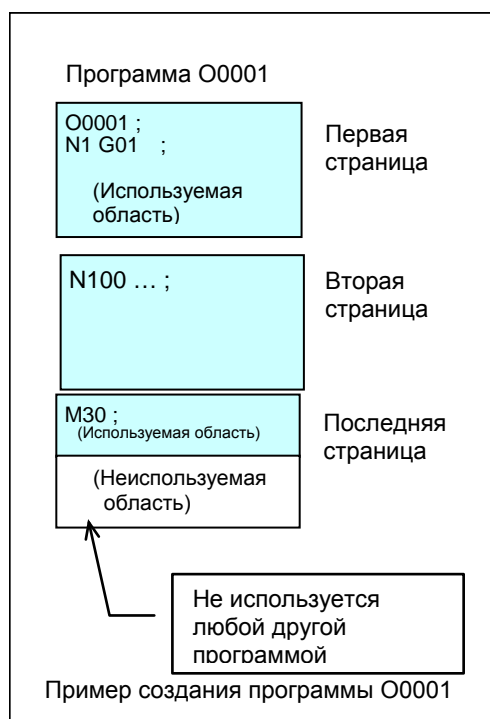 Программа O0001
O0001 ;
N1 G01 ;
(Используемая
область)
Первая
страница
N100 … ;
Вторая
страница
M30 ;
(Используемая область)
(Неиспользуемая
область)
Последняя
страница
Не используется
любой другой
программой
Пример создания программы O0001